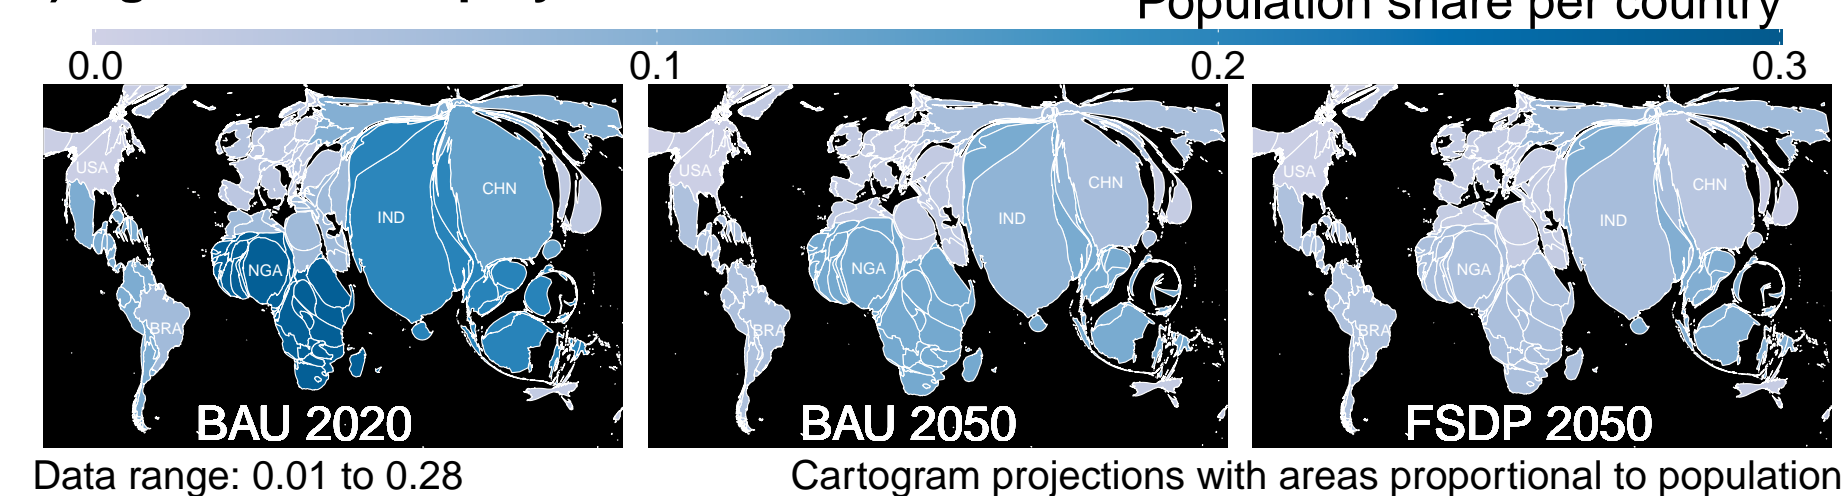 Population share per country
0.0 0.1 0.2 0.3
USA
CHN
IND
NGA
BRA
BAU 2020
USA
CHN
IND
NGA
BRA
BAU 2050
USA
CHN
IND
NGA
BRA
FSDP 2050
Data range: 0.01 to 0.28
Cartogram projections with areas proportional to population